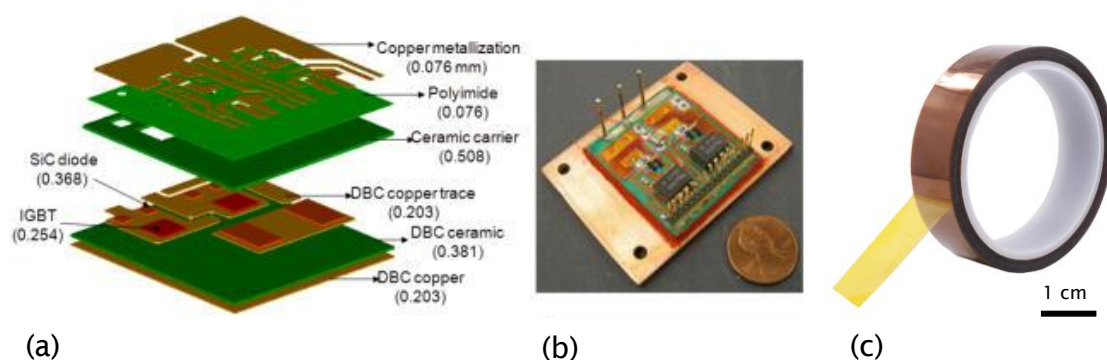 Copper metallization
(0.076 mm)
Polyimide
(0.076)
Ceramic carrier
(0.508)
SiC diode
(0.368)
DBC copper trace
(0.203)
IGBT
(0.254)
DBC ceramic
(0.381)
DBC copper
(0.203)
1 cm
(a)
(b)
(c)